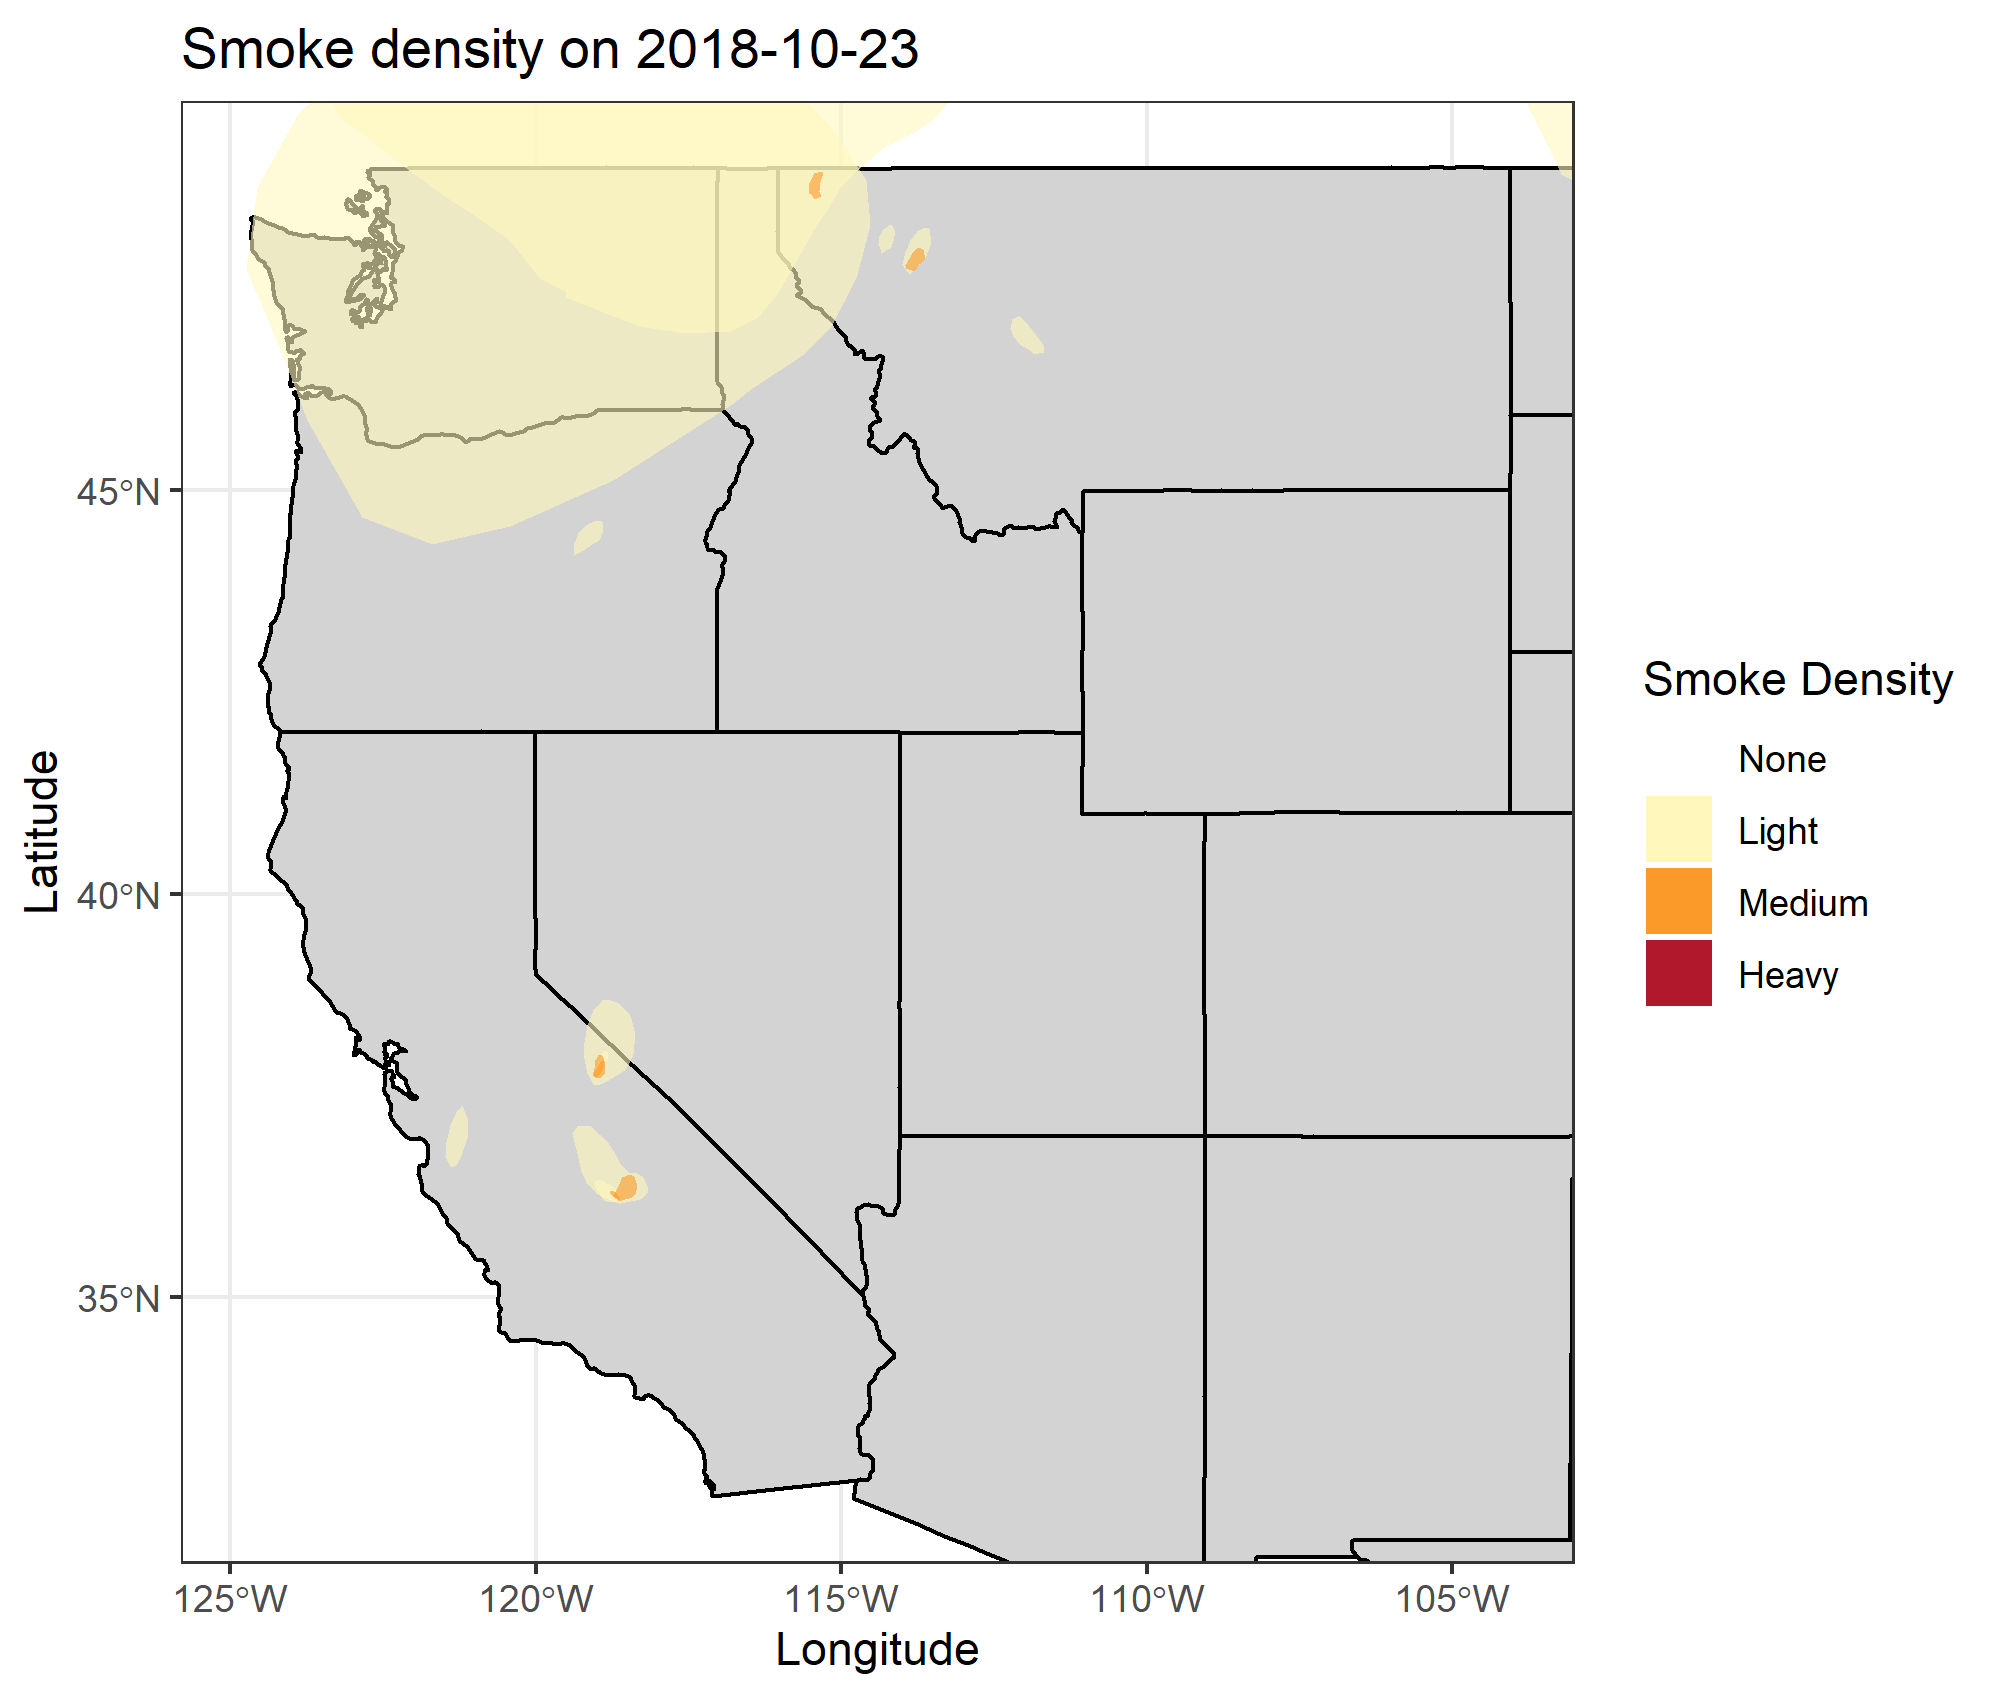 Smoke density on 2018-10-23
45°N
40°N
35°N
Latitude
125°W
120°W
115°W
110°W
105°W
Longitude
Smoke Density
None
Light
Medium
Heavy